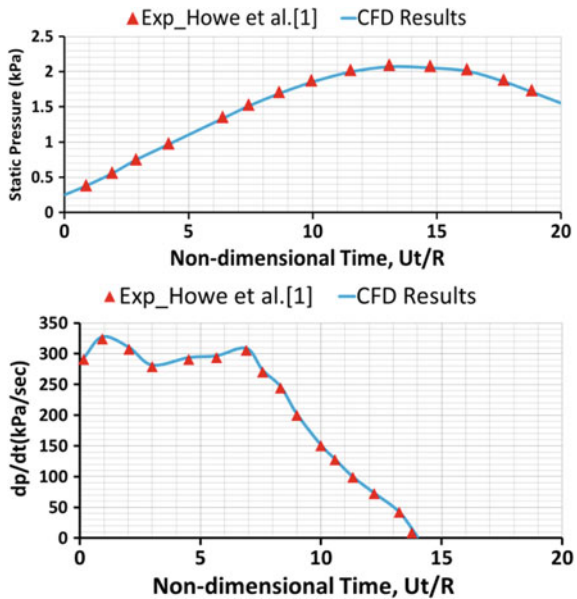 Exp_Howe et al.[1] CFD Results
Static Pressure (kPa)
2.5
2
1.5
1
0.5
0
0 5 10 15 20
Non-dimensional Time, Ut/R
Exp_Howe et al.[1] CFD Results
dp/dt(kPa/sec)
350
300
250
200
150
100
50
0
0 5 10 15 20
Non-dimensional Time, Ut/R